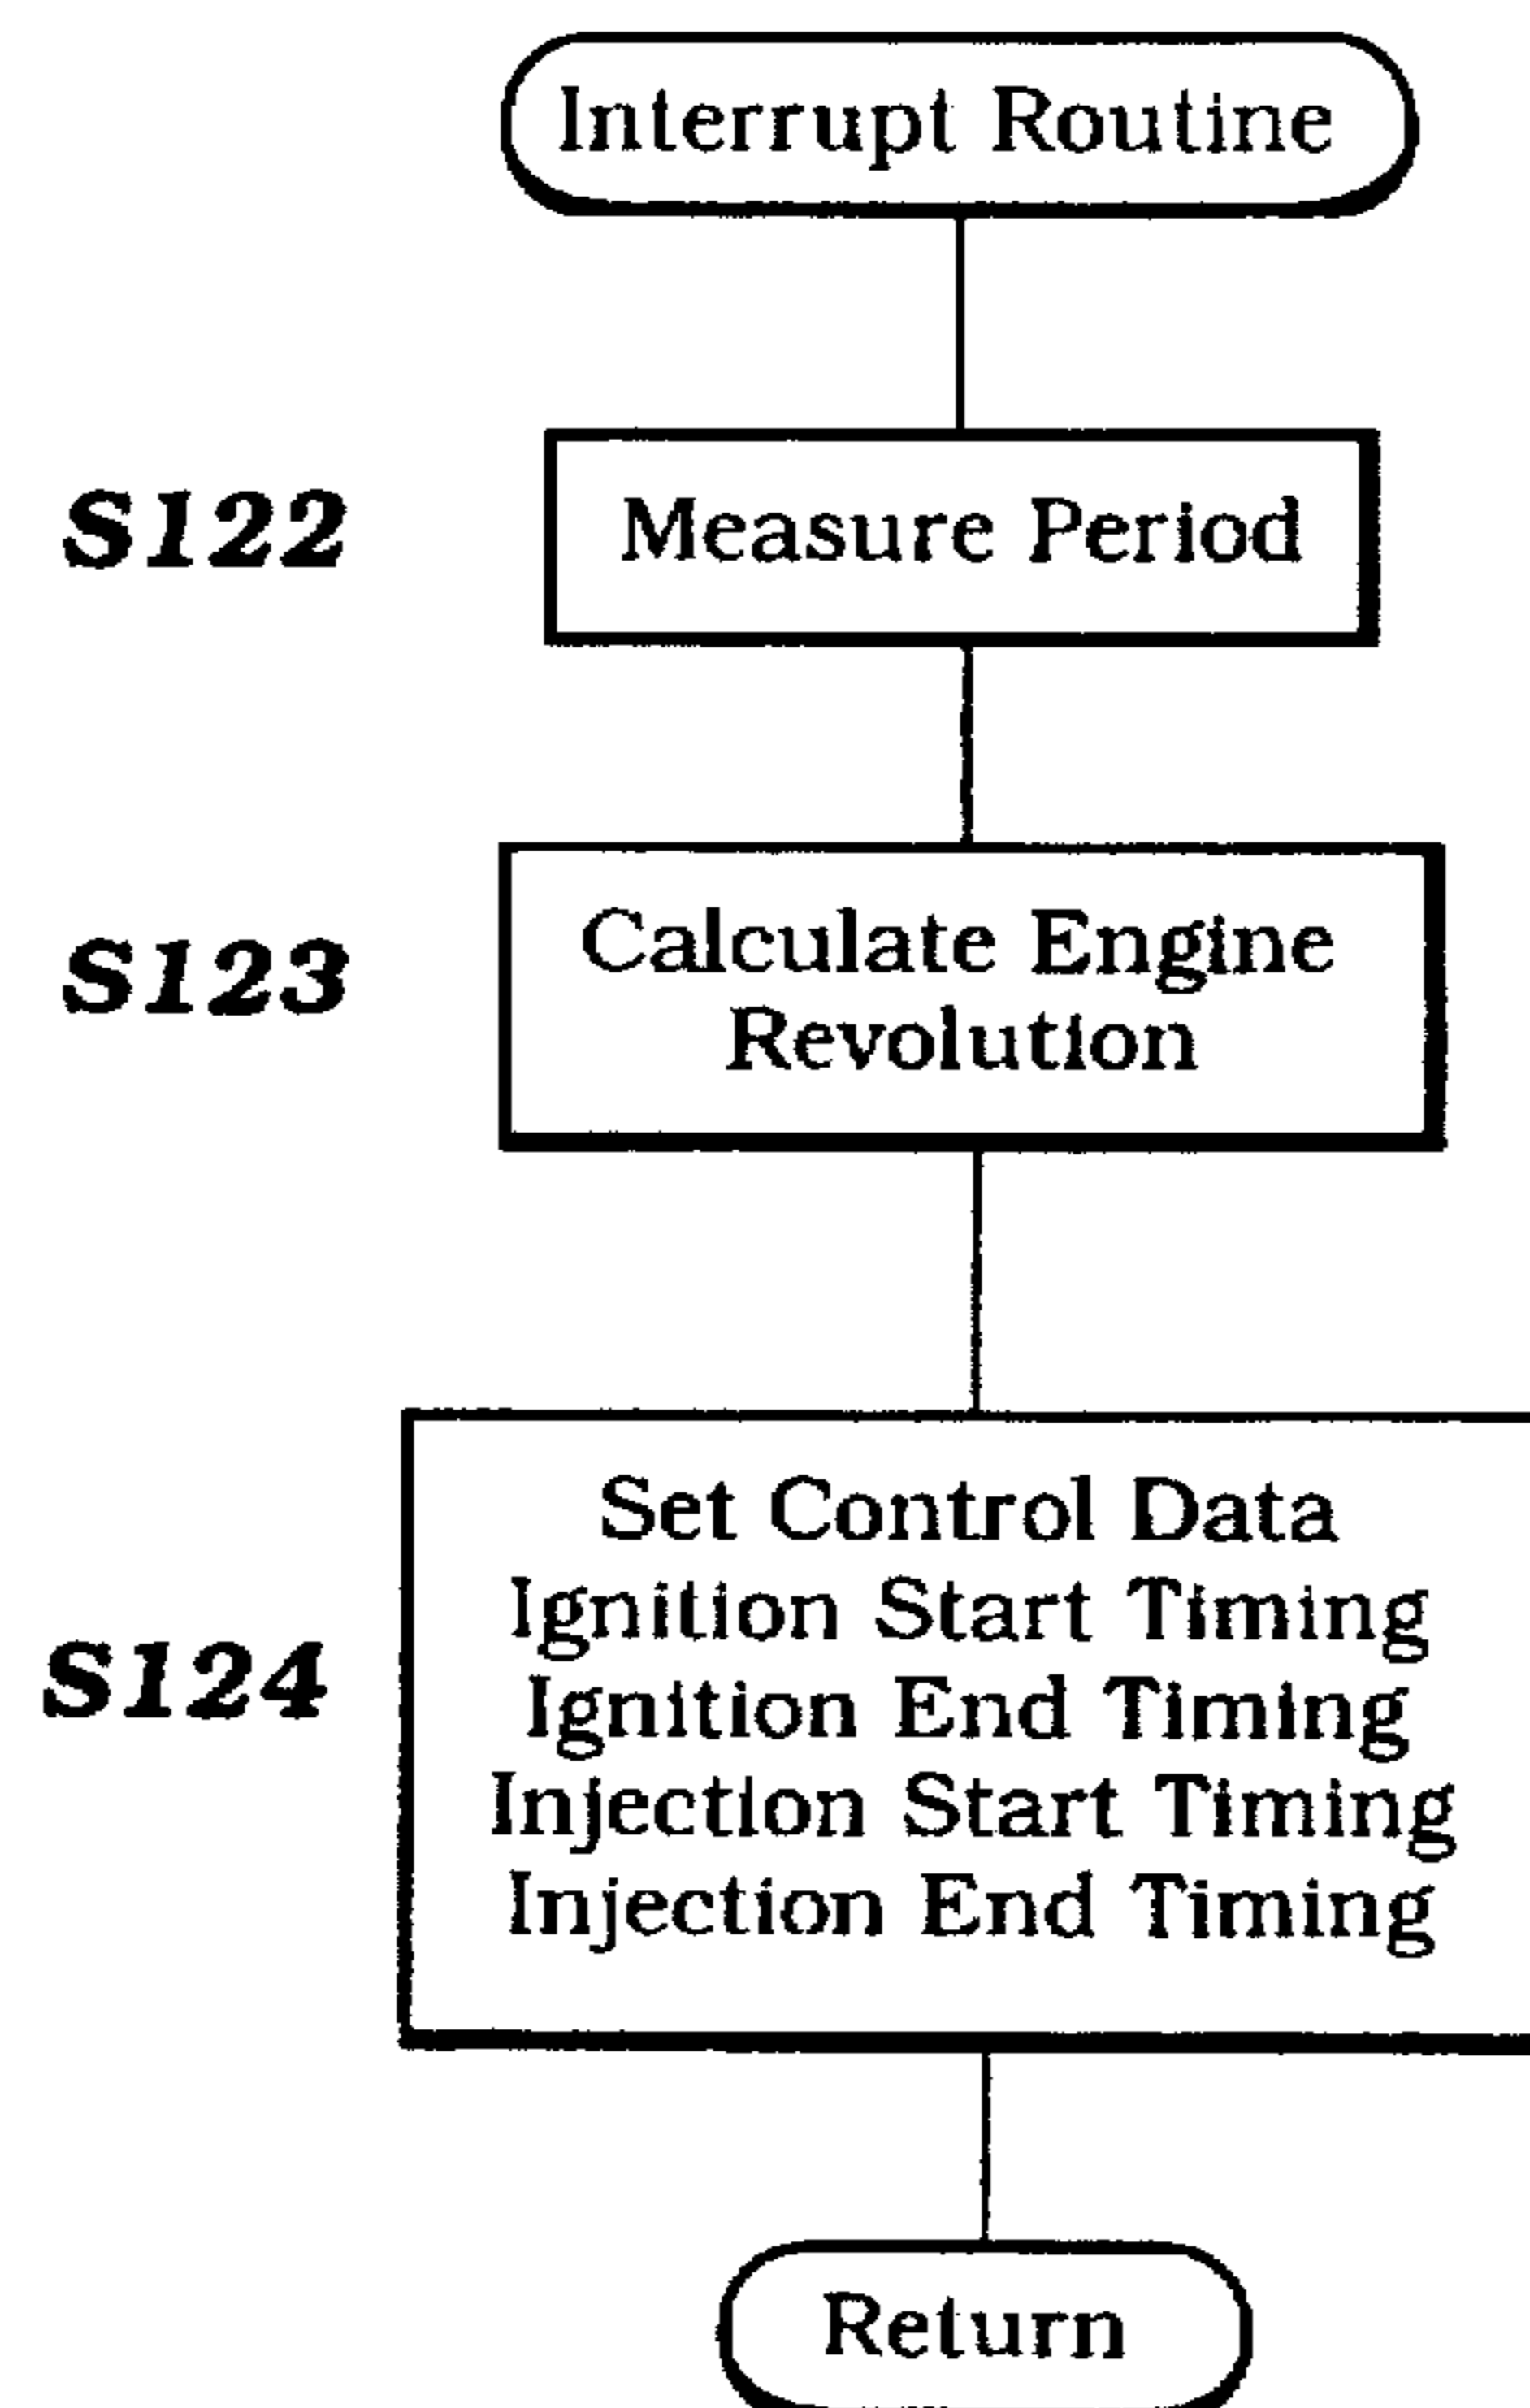 Interrupt Routine
S122
Measure Period
S123
Calculate Engine
Revolution
S124
Set Control Data
Ignition Start Timing
Ignition End Timing
Injection Start Timing
Injection End Timing
Return